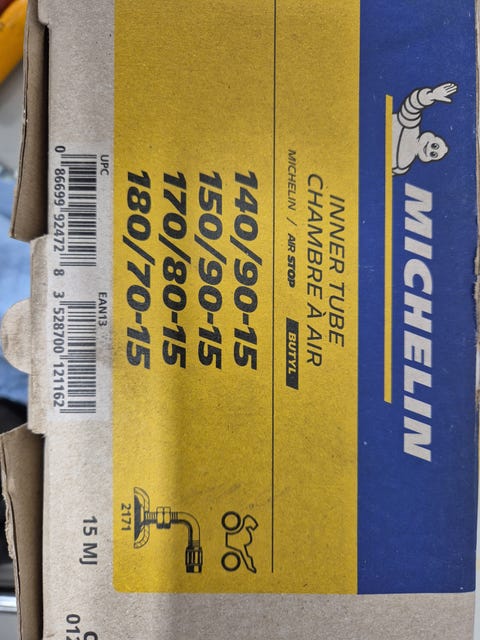 MICHELIN
INNER TUBE
CHAMBRE À AIR
MICHELIN / AIR STOP BUTYL
140/90-15
150/90-15
170/80-15
180/70-15
2171
UPC
0 86699 92472 8
EAN13
3 528700 121162
15 MJ